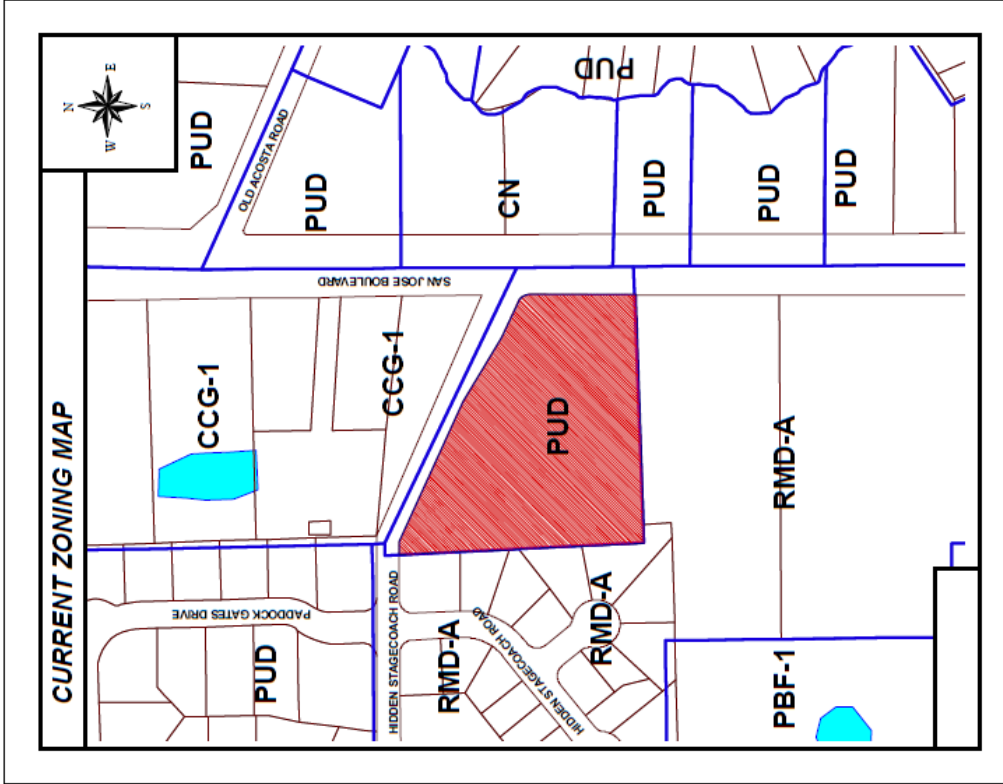 CURRENT ZONING MAP
N
E
W
S
PUD
OLD ACOSTA ROAD
PUD
PUD
CN
PUD
PUD
PUD
SAN JOSE BOULEVARD
CCG-1
CCG-1
PUD
RMD-A
PADDOCK GATES DRIVE
PUD
HIDDEN STAGECOACH ROAD
RMD-A
HIDDEN STAGECOACH ROAD
RMD-A
PBF-1